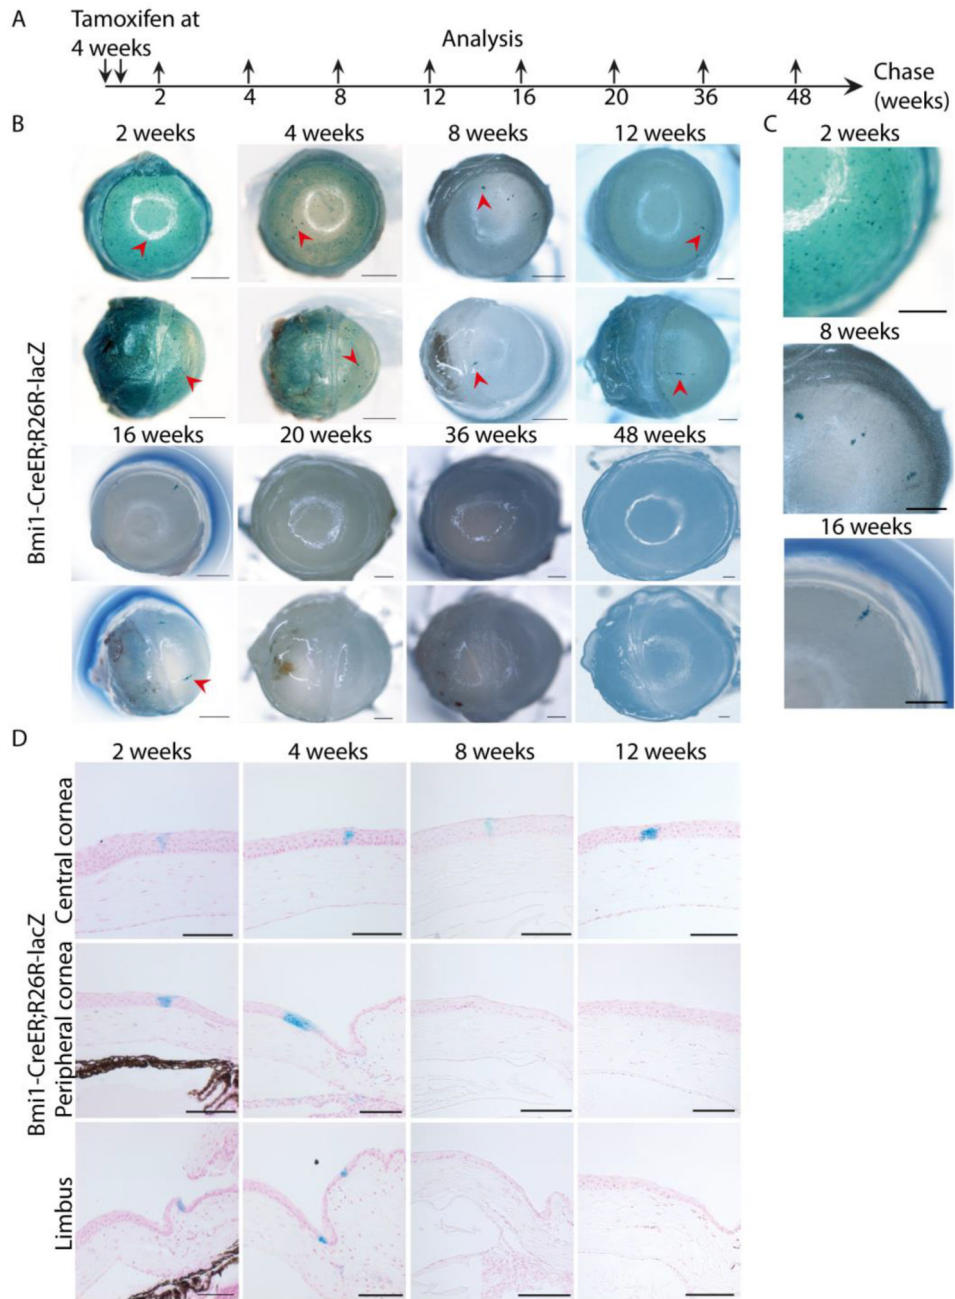 A
Tamoxifen at
4 weeks
Analysis
2 4 8 12 16 20 36 48
Chase
(weeks)
B
2 weeks 4 weeks 8 weeks 12 weeks
16 weeks 20 weeks 36 weeks 48 weeks
Bmi1-CreER;R26R-lacZ
C
2 weeks
8 weeks
16 weeks
D
2 weeks 4 weeks 8 weeks 12 weeks
Bmi1-CreER;R26R-lacZ
Central cornea
Peripheral cornea
Limbus